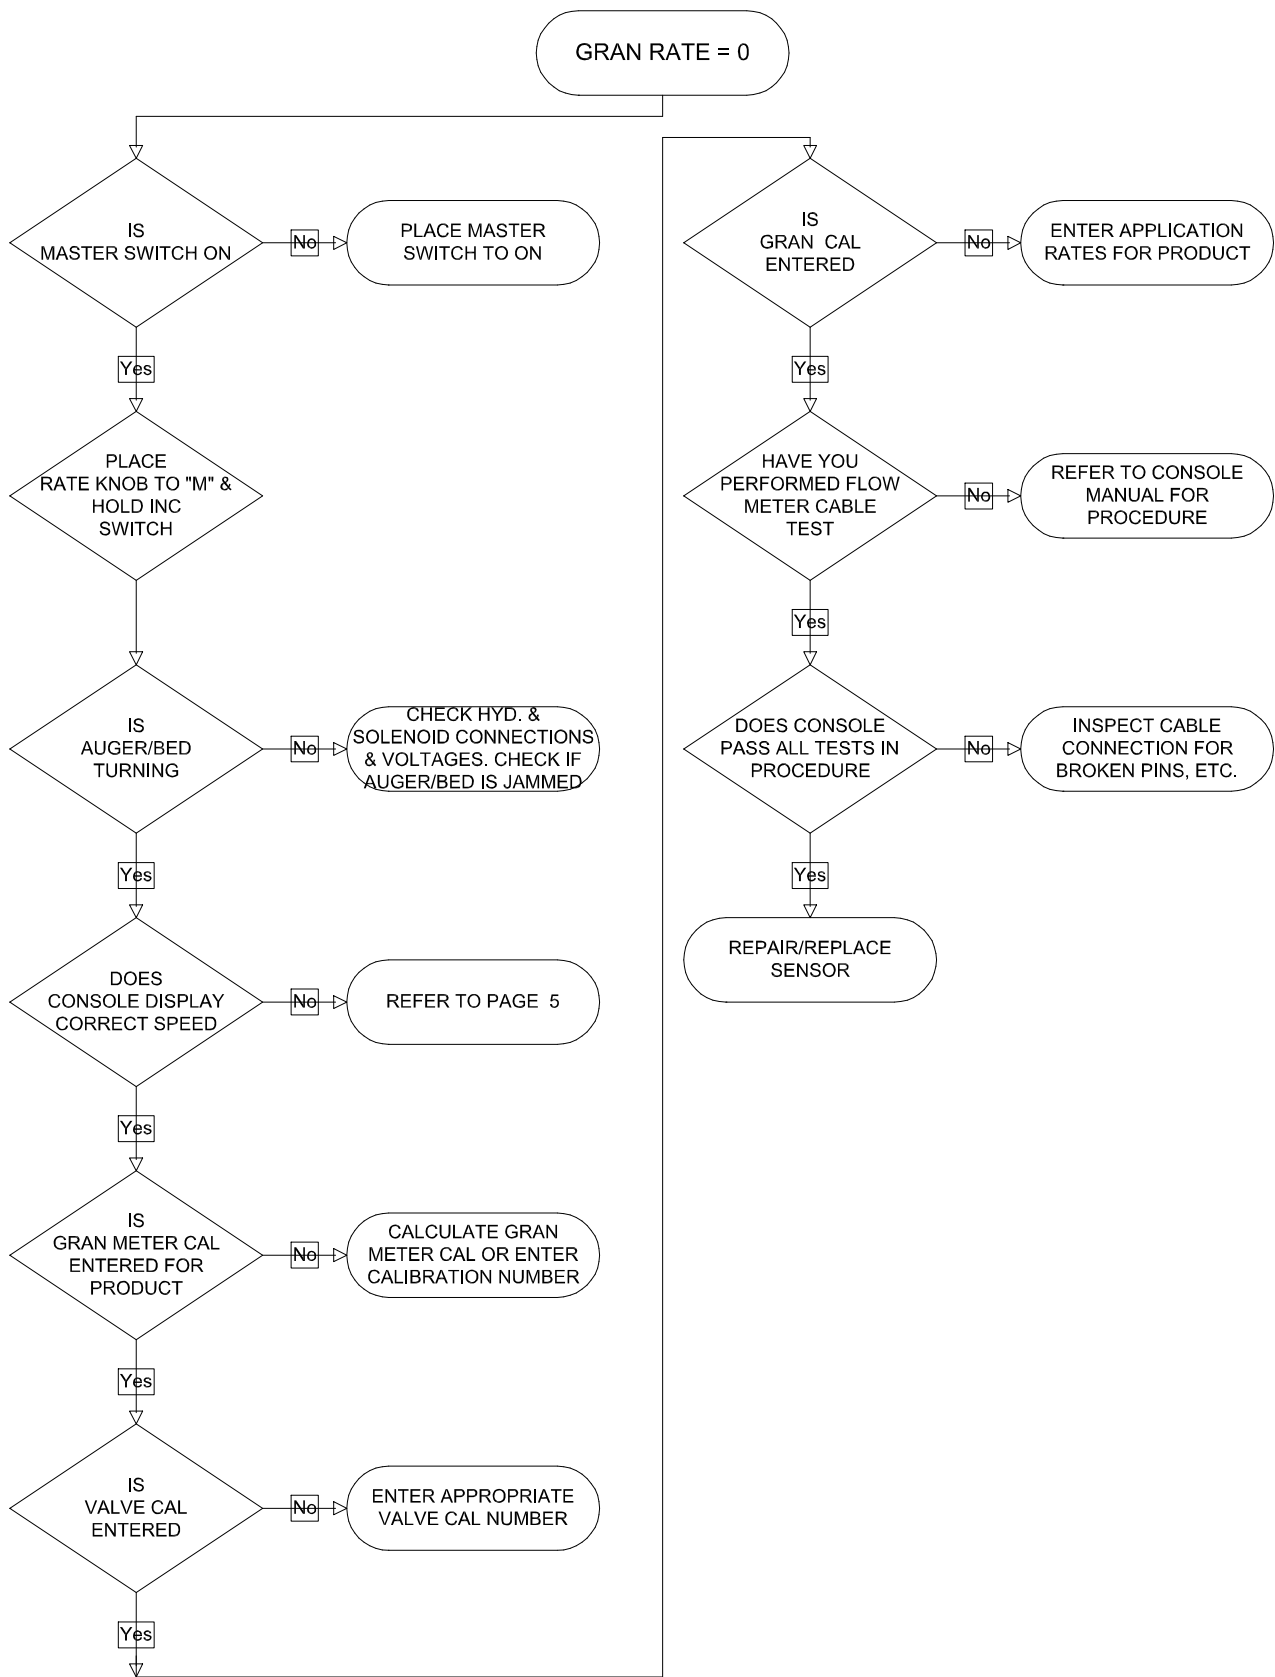 GRAN RATE = 0
IS
MASTER SWITCH ON
No
PLACE MASTER
SWITCH TO ON
Yes
PLACE
RATE KNOB TO "M" &
HOLD INC
SWITCH
IS
AUGER/BED
TURNING
No
CHECK HYD. &
SOLENOID CONNECTIONS
& VOLTAGES. CHECK IF
AUGER/BED IS JAMMED
Yes
DOES
CONSOLE DISPLAY
CORRECT SPEED
No
REFER TO PAGE 5
Yes
IS
GRAN METER CAL
ENTERED FOR
PRODUCT
No
CALCULATE GRAN
METER CAL OR ENTER
CALIBRATION NUMBER
Yes
IS
VALVE CAL
ENTERED
No
ENTER APPROPRIATE
VALVE CAL NUMBER
Yes
IS
GRAN CAL
ENTERED
No
ENTER APPLICATION
RATES FOR PRODUCT
Yes
HAVE YOU
PERFORMED FLOW
METER CABLE
TEST
No
REFER TO CONSOLE
MANUAL FOR
PROCEDURE
Yes
DOES CONSOLE
PASS ALL TESTS IN
PROCEDURE
No
INSPECT CABLE
CONNECTION FOR
BROKEN PINS, ETC.
Yes
REPAIR/REPLACE
SENSOR